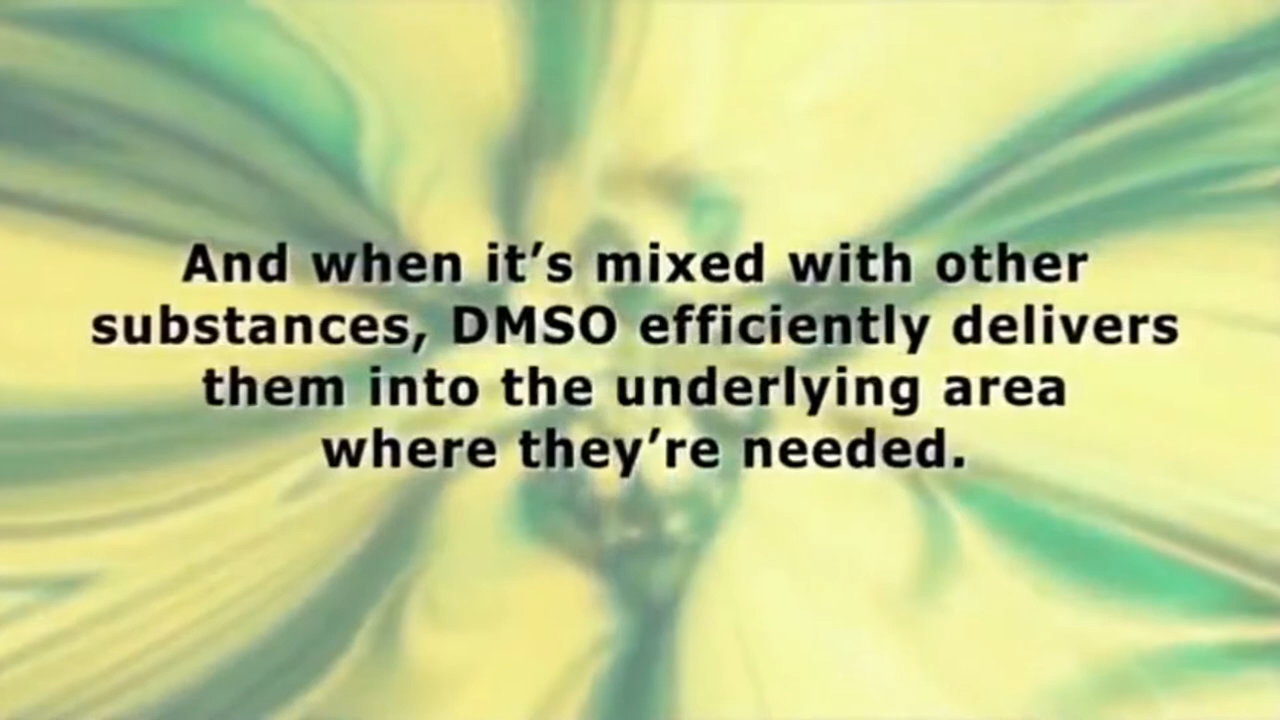 And when it’s mixed with other
substances, DMSO efficiently delivers
them into the underlying area
where they’re needed.